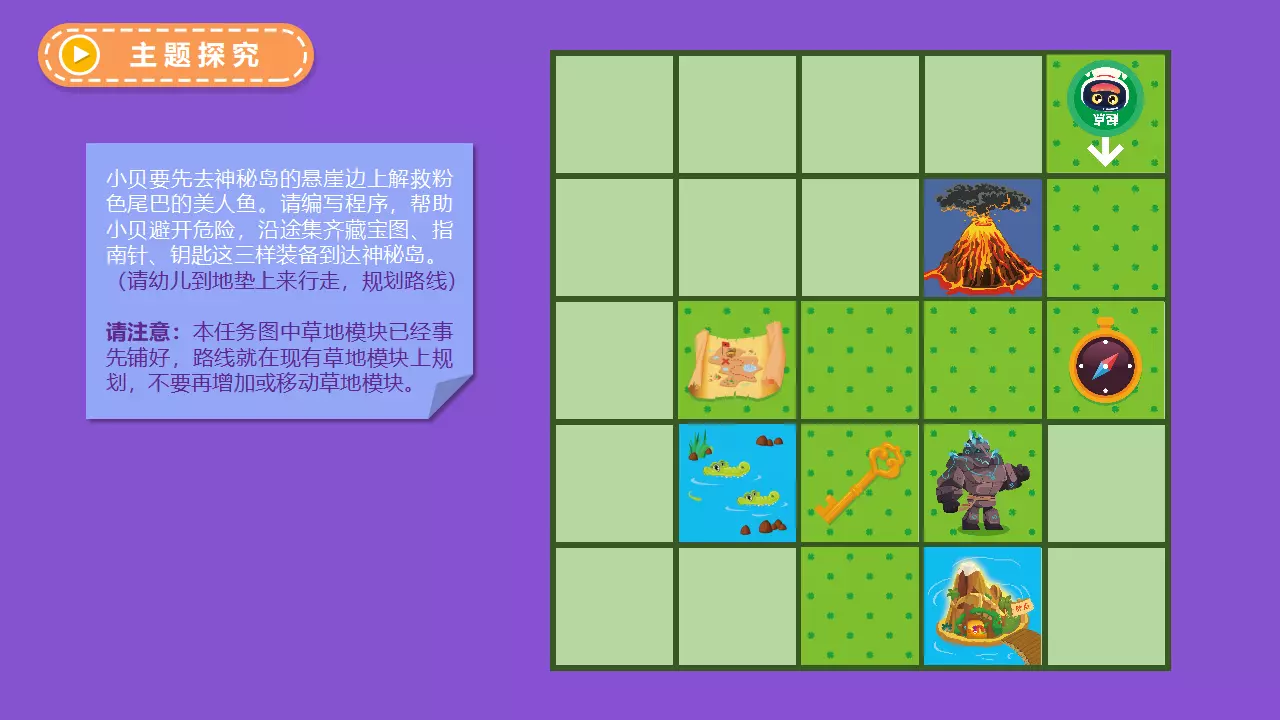 主题探究
小贝要先去神秘岛的悬崖边上解救粉
色尾巴的美人鱼。请编写程序，帮助
小贝避开危险，沿途集齐藏宝图、指
南针、钥匙这三样装备到达神秘岛。
（请幼儿到地垫上来行走，规划路线）
请注意：本任务图中草地模块已经事
先铺好，路线就在现有草地模块上规
划，不要再增加或移动草地模块。
起点